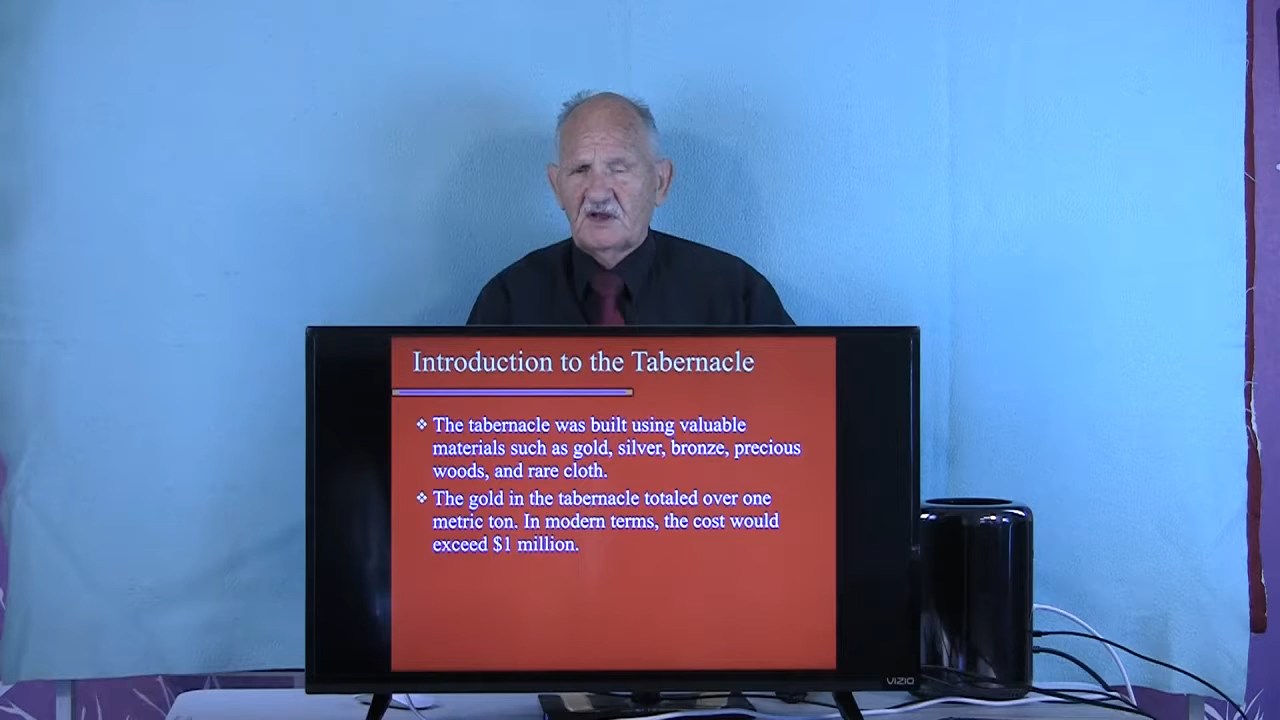 Introduction to the Tabernacle
❖ The tabernacle was built using valuable
materials such as gold, silver, bronze, precious
woods, and rare cloth.
❖ The gold in the tabernacle totaled over one
metric ton. In modern terms, the cost would
exceed $1 million.
VIZIO